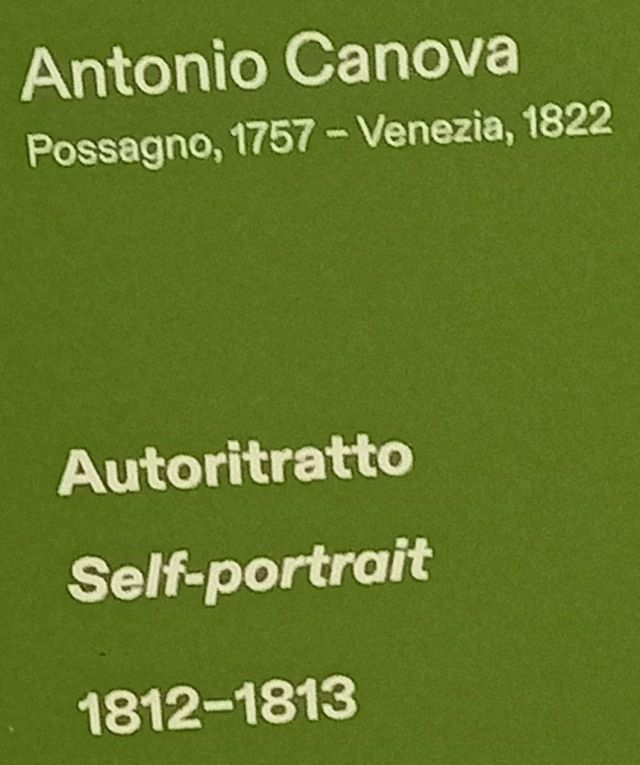 Antonio Canova
Possagno, 1757 – Venezia, 1822
Autoritratto
Self-portrait
1812–1813